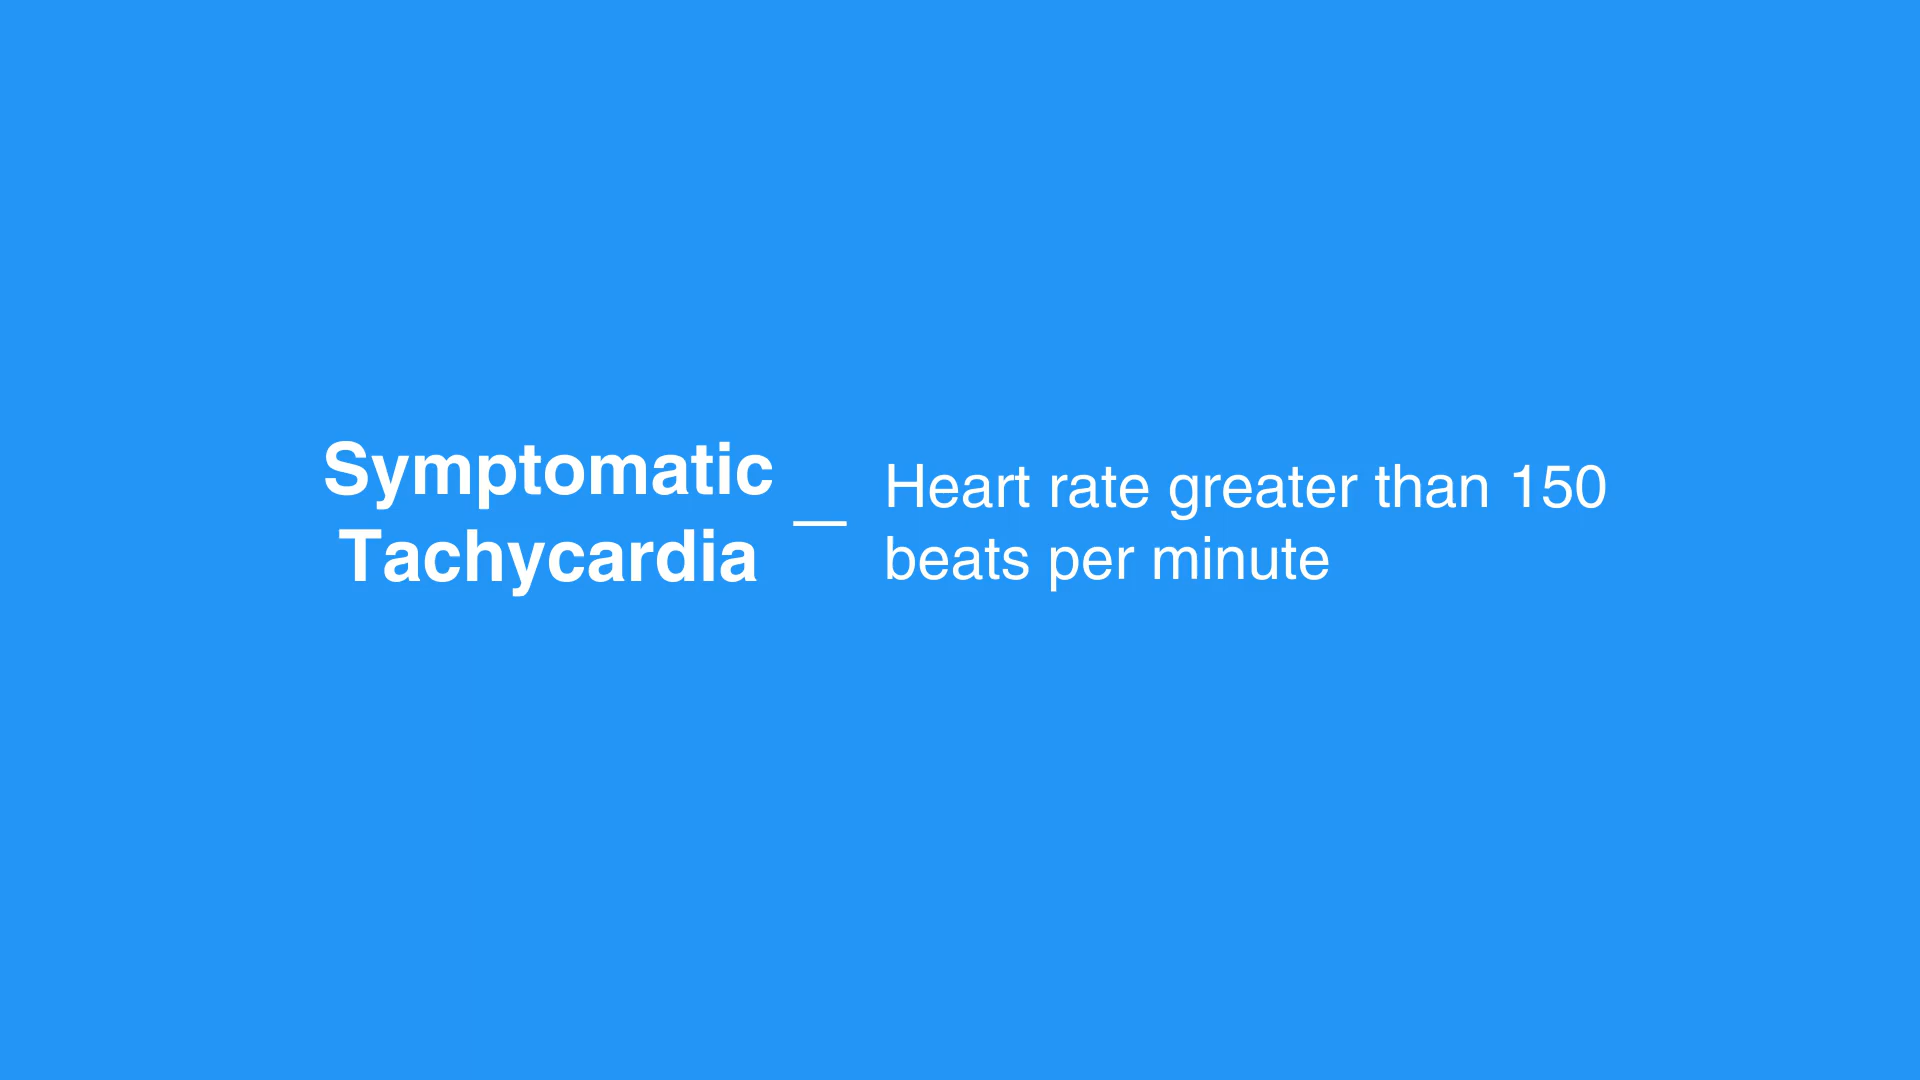 Symptomatic
Tachycardia
—
Heart rate greater than 150
beats per minute